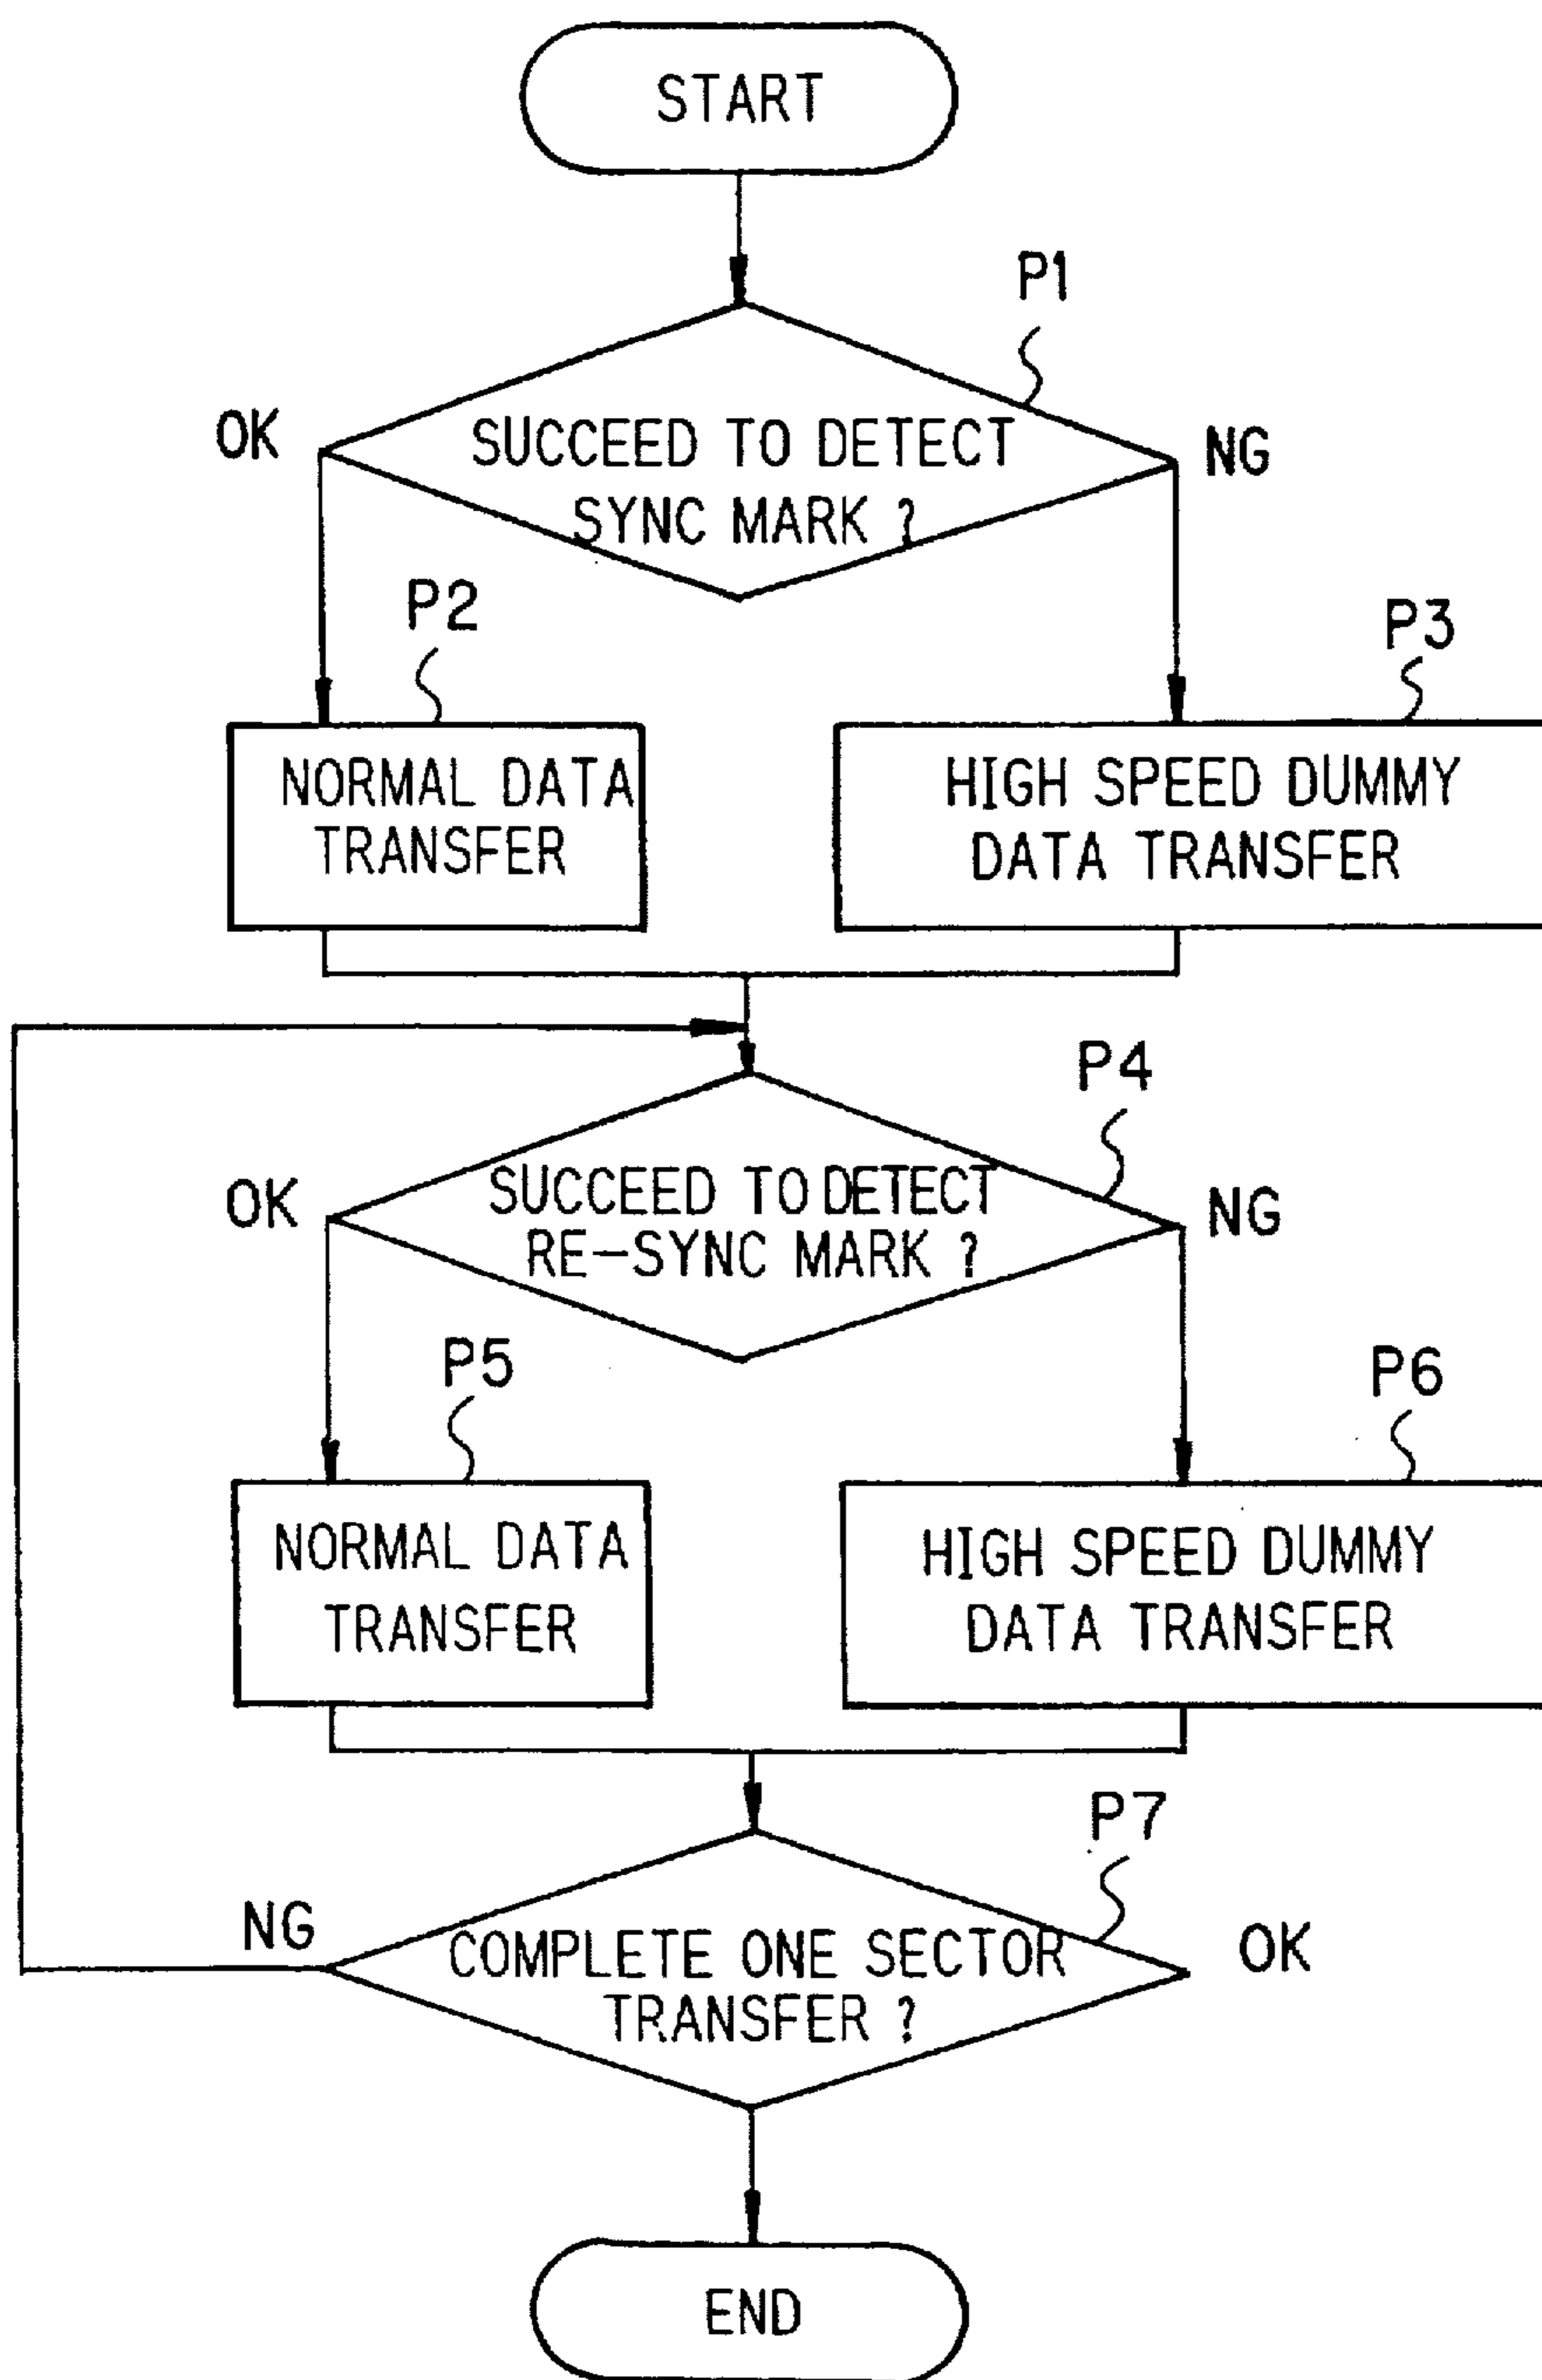 START
P1
OK
SUCCEED TO DETECT
SYNC MARK ?
NG
P2
P3
NORMAL DATA
TRANSFER
HIGH SPEED DUMMY
DATA TRANSFER
P4
OK
SUCCEED TO DETECT
RE-SYNC MARK ?
NG
P5
P6
NORMAL DATA
TRANSFER
HIGH SPEED DUMMY
DATA TRANSFER
P7
NG
COMPLETE ONE SECTOR
TRANSFER ?
OK
END